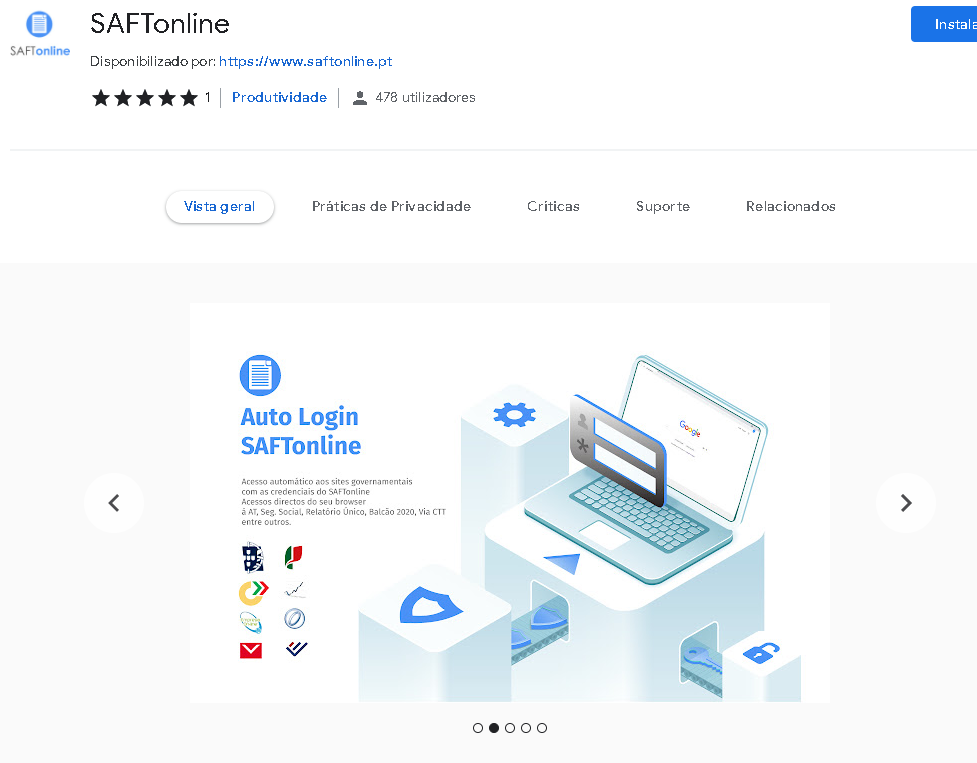 SAFTonline
SAFTonline
Disponibilizado por: https://www.saftonline.pt
1
Produtividade
478 utilizadores
Instala
Vista geral
Práticas de Privacidade
Críticas
Suporte
Relacionados
Auto Login
SAFTonline
Acesso automático aos sites governamentais
com as credenciais do SAFTonline
Acessos directos do seu browser
á AT, Seg. Social, Relatório Único, Balcão 2020, Via CTT
entre outros.
Google